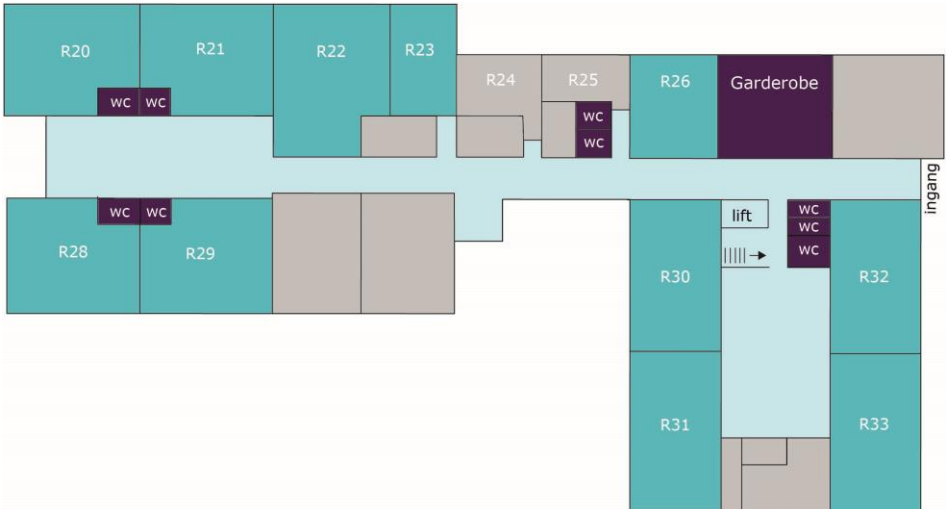 R20
R21
R22
R23
R24
R25
R26
Garderobe
wc
wc
wc
wc
ingang
wc
wc
R28
R29
lift
wc
wc
wc
R30
R32
R31
R33